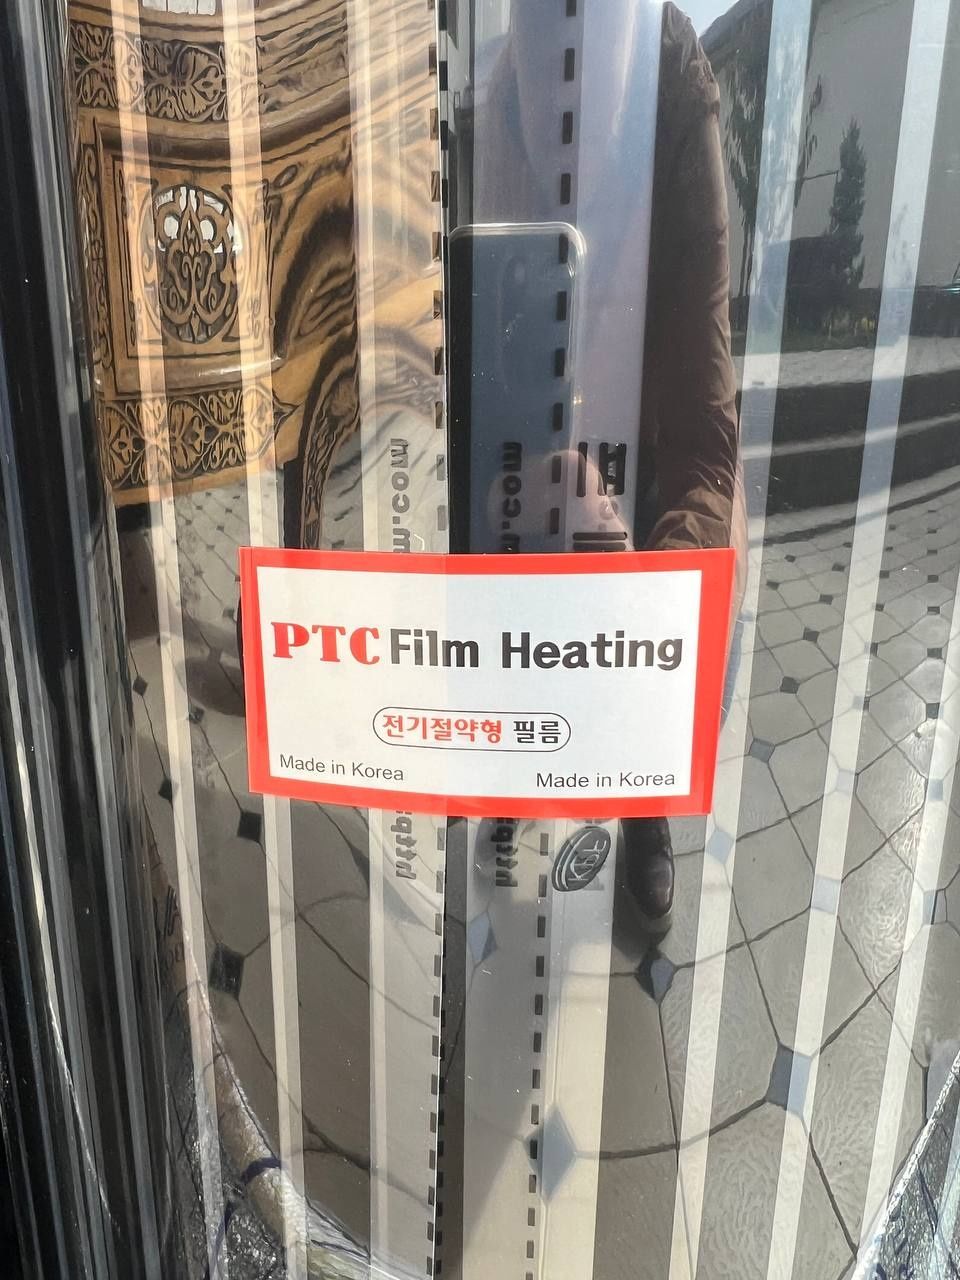 PTC Film Heating
전기절약형 필름
Made in Korea
Made in Korea